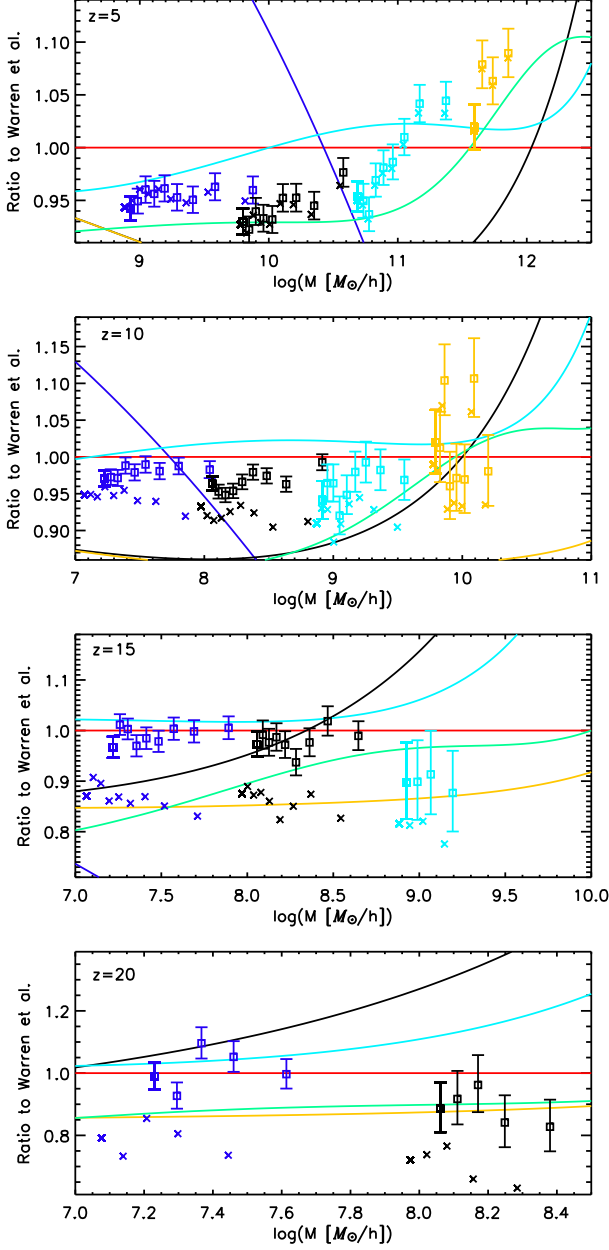 z=5
Ratio to Warren et al.
1.10
1.05
1.00
0.95
9 10 11 12
log(M [M⊙/h])
z=10
Ratio to Warren et al.
1.15
1.10
1.05
1.00
0.95
0.90
7 8 9 10 11
log(M [M⊙/h])
z=15
Ratio to Warren et al.
1.1
1.0
0.9
0.8
7.0 7.5 8.0 8.5 9.0 9.5 10.0
log(M [M⊙/h])
z=20
Ratio to Warren et al.
1.2
1.0
0.8
7.0 7.2 7.4 7.6 7.8 8.0 8.2 8.4
log(M [M⊙/h])